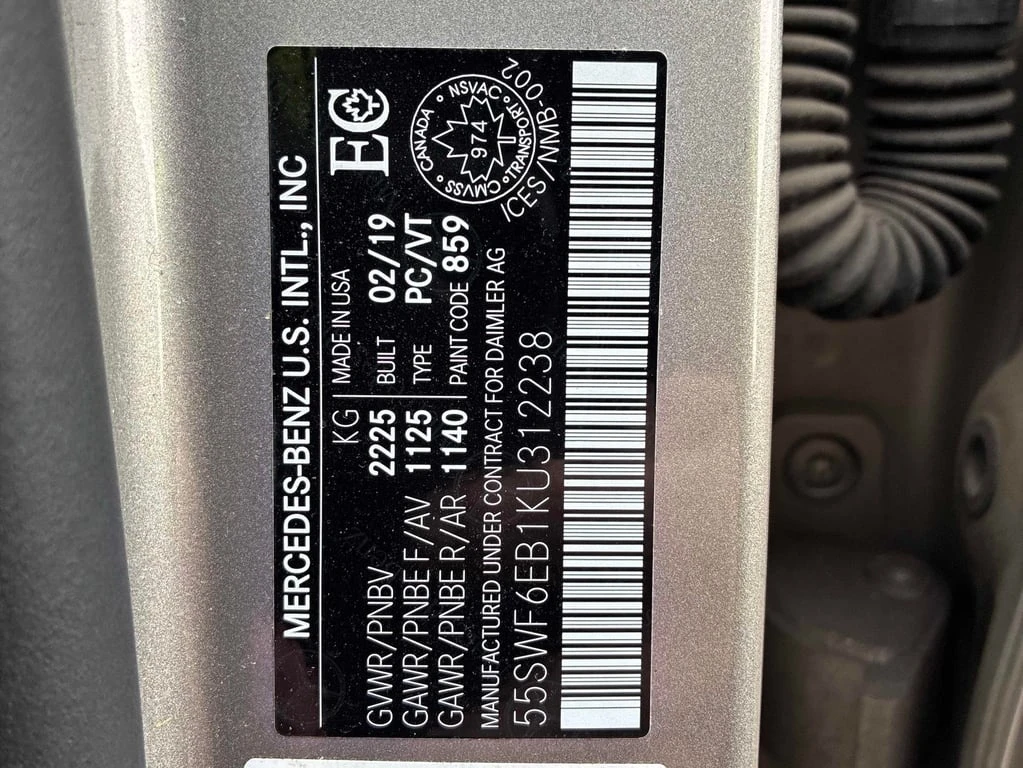 MERCEDES-BENZ U.S. INTL., INC
KG
GVWR/PNBV 2225
GAWR/PNBE F/AV 1125
GAWR/PNBE R/AR 1140
MADE IN USA
BUILT 02/19
TYPE PC/VT
PAINT CODE 859
EC
CANADA • NSVAC • TRANSPORT • CMVSS •
974
ICES/NMB-002
MANUFACTURED UNDER CONTRACT FOR DAIMLER AG
55SWF6EB1KU312238